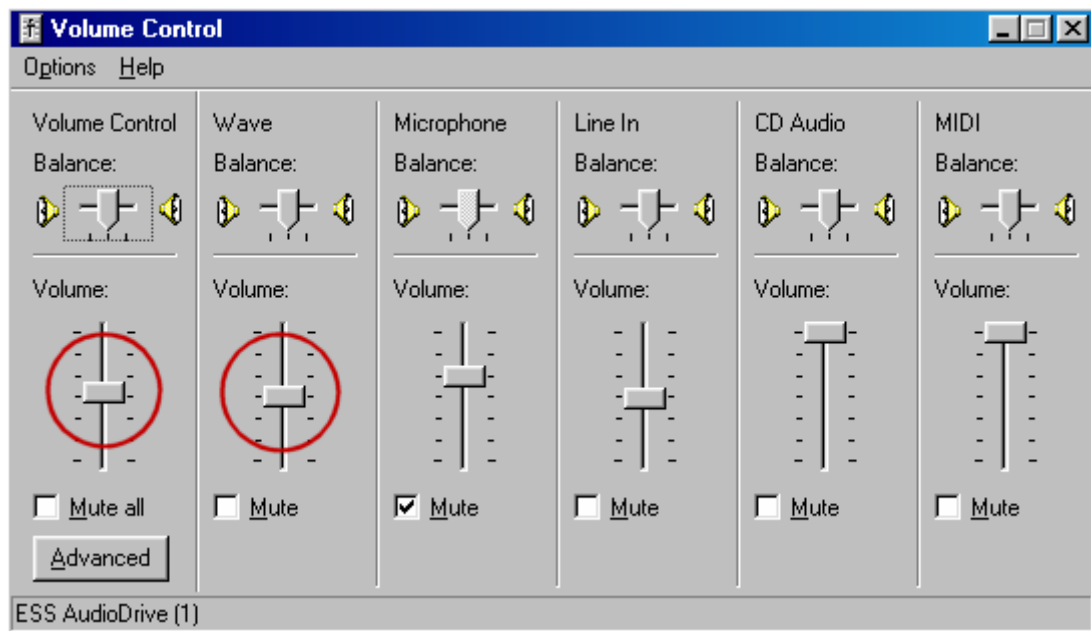 Volume Control
Options Help
Volume Control Wave Microphone Line In CD Audio MIDI
Balance: Balance: Balance: Balance: Balance: Balance:
Volume: Volume: Volume: Volume: Volume: Volume:
Mute all Mute Mute Mute Mute Mute
Advanced
ESS AudioDrive (1)